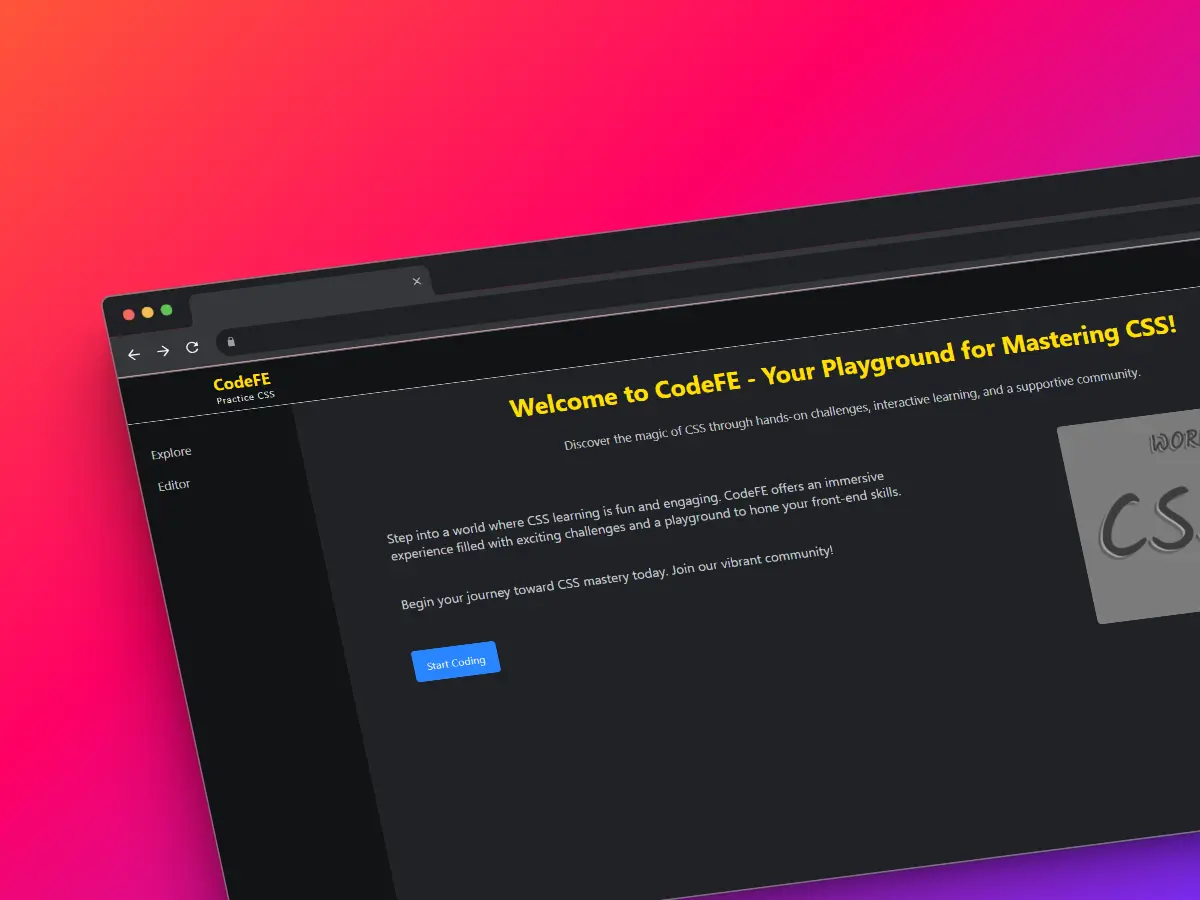 CodeFE
Practice CSS
Explore
Editor
Welcome to CodeFE - Your Playground for Mastering CSS!
Discover the magic of CSS through hands-on challenges, interactive learning, and a supportive community.
Step into a world where CSS learning is fun and engaging. CodeFE offers an immersive
experience filled with exciting challenges and a playground to hone your front-end skills.
Begin your journey toward CSS mastery today. Join our vibrant community!
Start Coding